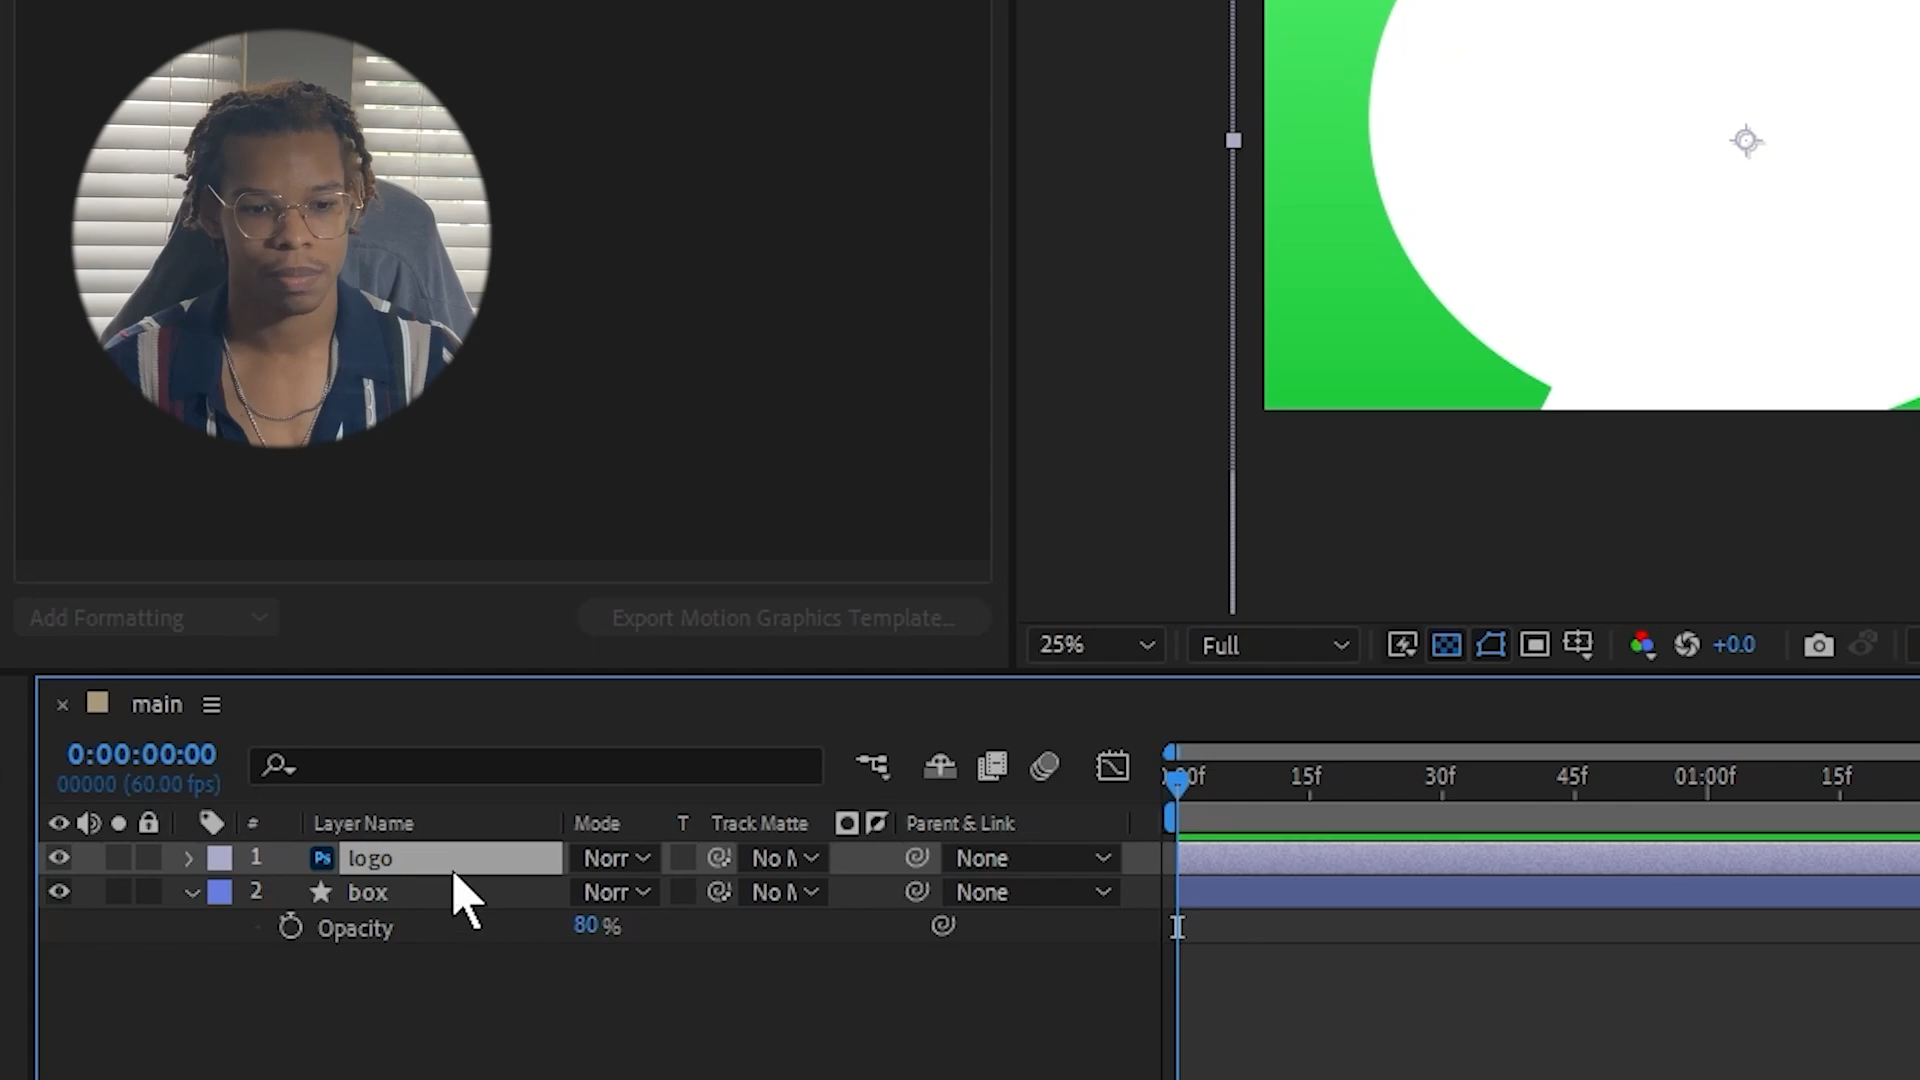 Add Formatting
Export Motion Graphics Template...
25%
Full
+0.0
main
0:00:00:00
00000 (60.00 fps)
:00f 15f 30f 45f 01:00f 15f
# Layer Name Mode T Track Matte Parent & Link
1 Ps logo Norr No M None
2 box Norr No M None
Opacity 80 %